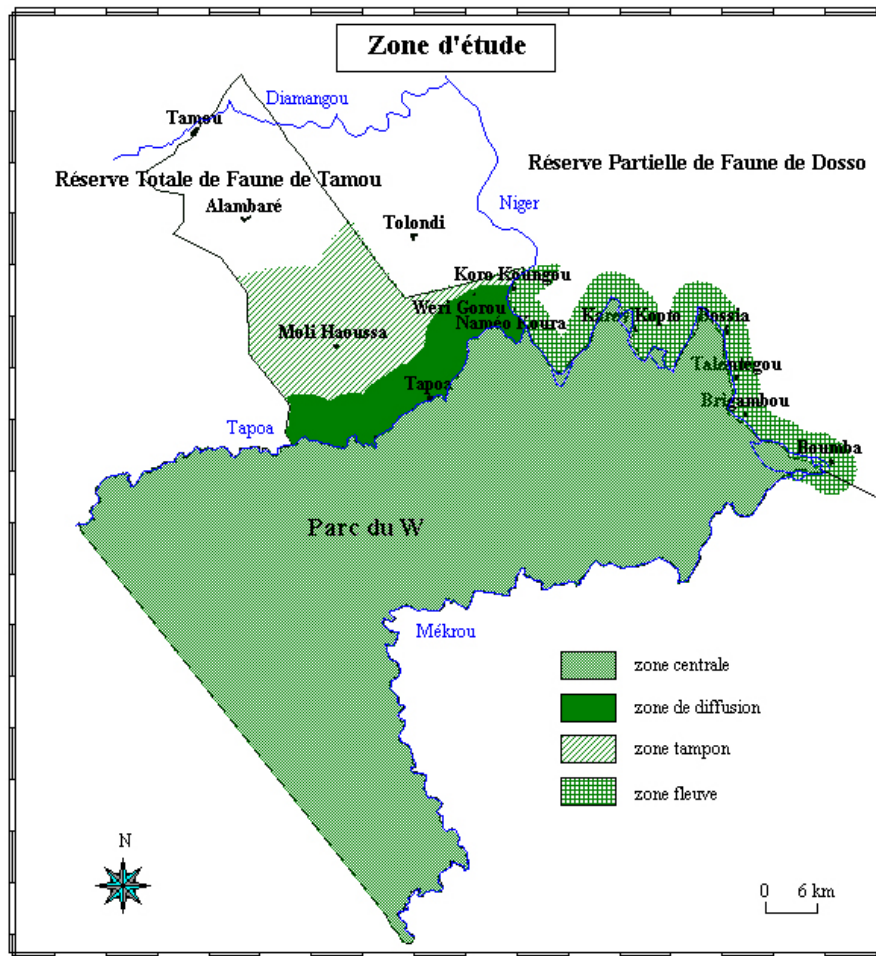 Zone d'étude
Diamangou
Tamou
Réserve Partielle de Faune de Dosso
Réserve Totale de Faune de Tamou
Alambaré
Niger
Tolondi
Koro Koungou
Weri Gorou
Naméo Koura
Karey Kopto
Bossia
Moli Haoussa
Talenlegou
Tapoa
Brigambou
Tapoa
Boumba
Parc du W
Mékrou
zone centrale
zone de diffusion
zone tampon
zone fleuve
N
0 6 km